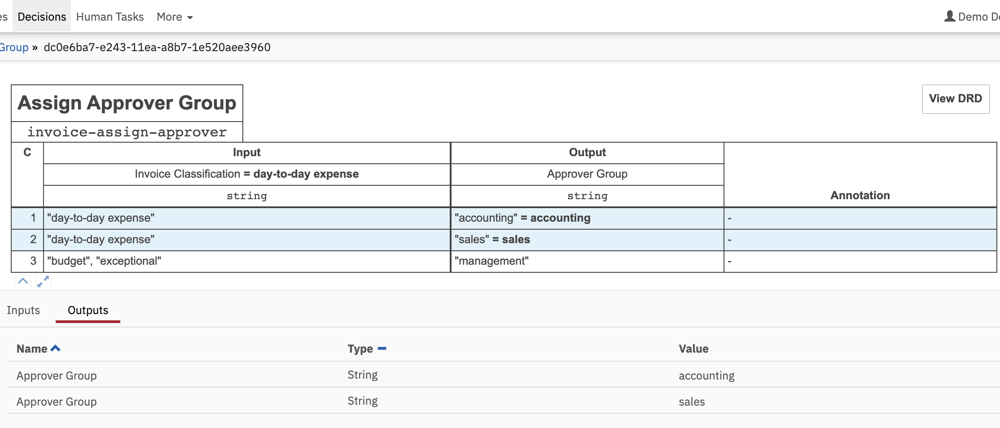 Decisions Human Tasks More Demo
Group » dc0e6ba7-e243-11ea-a8b7-1e520aee3960
Assign Approver Group
View DRD
invoice-assign-approver
C Input Output
Invoice Classification = day-to-day expense Approver Group
string string Annotation
1 "day-to-day expense" "accounting" = accounting -
2 "day-to-day expense" "sales" = sales -
3 "budget", "exceptional" "management" -
Inputs Outputs
Name Type Value
Approver Group String accounting
Approver Group String sales